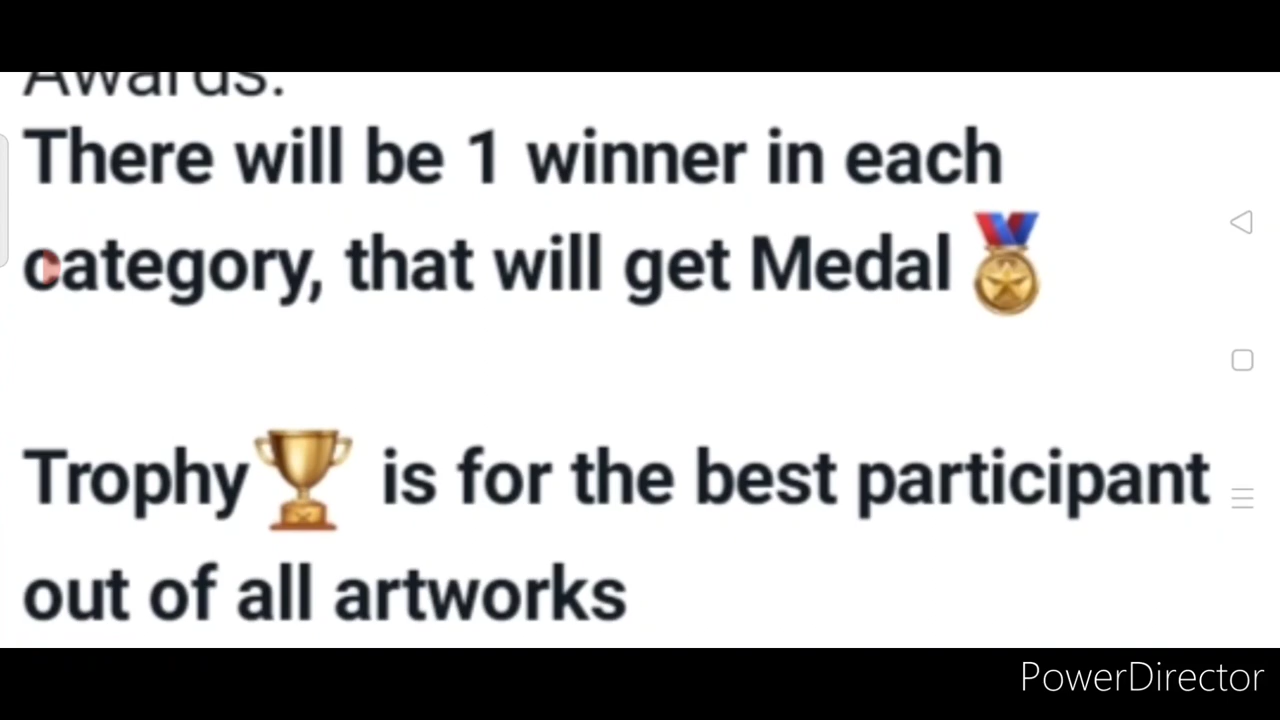 Awards:
There will be 1 winner in each
category, that will get Medal🏅
Trophy🏆 is for the best participant
out of all artworks
PowerDirector